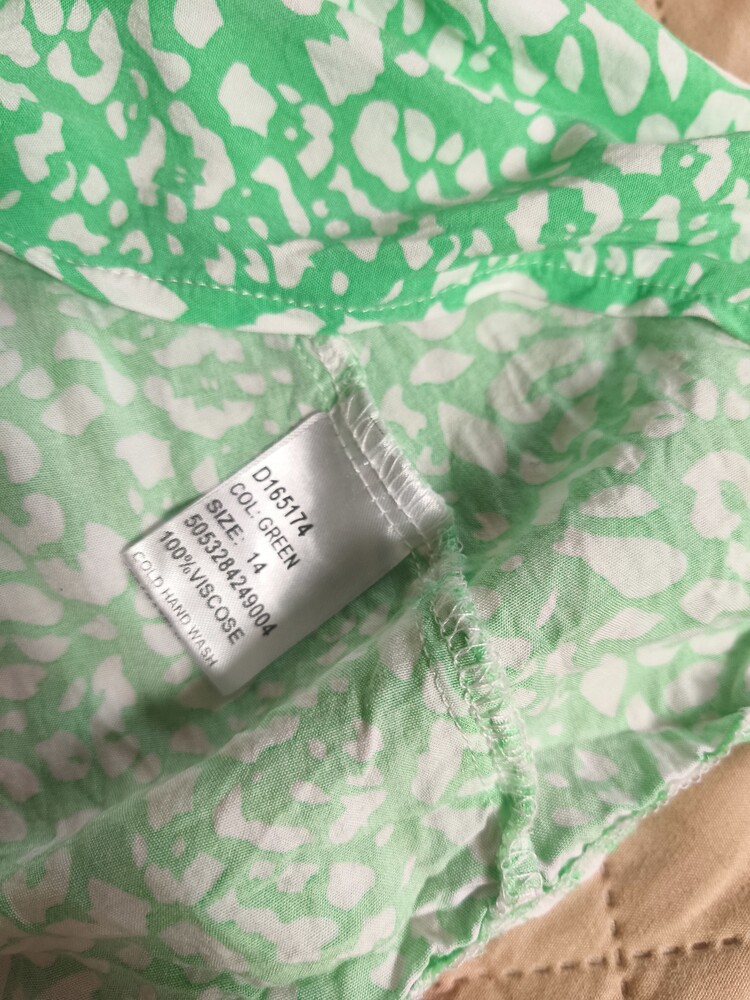 D165174
COL: GREEN
SIZE: 14
5053284249004
100%VISCOSE
COLD HAND WASH